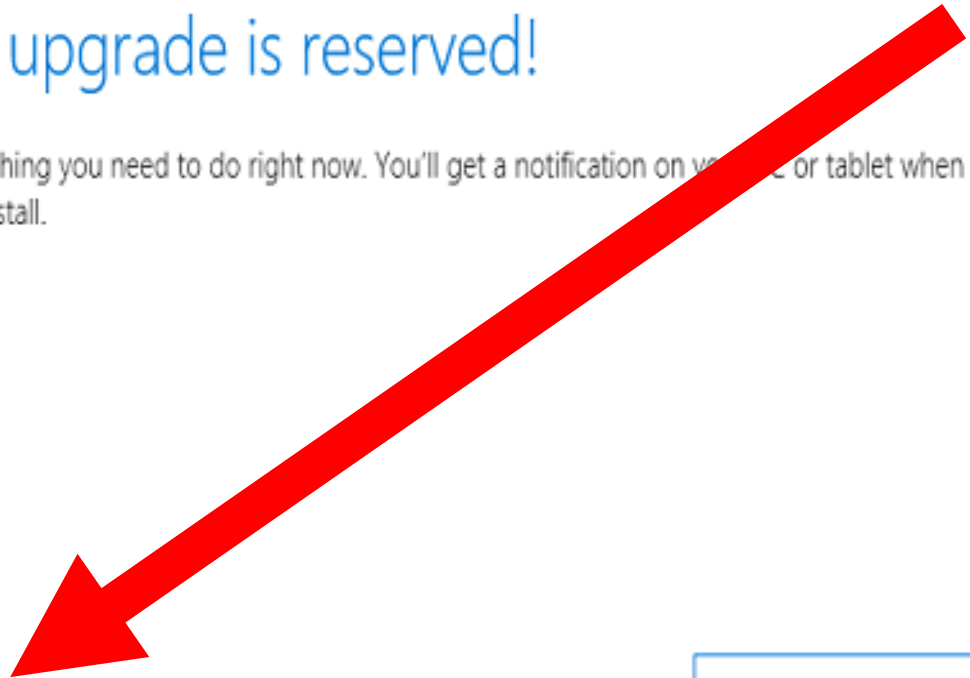 upgrade is reserved!
hing you need to do right now. You'll get a notification on or tablet when
stall.